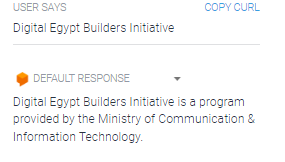 USER SAYS COPY CURL
Digital Egypt Builders Initiative
DEFAULT RESPONSE
Digital Egypt Builders Initiative is a program
provided by the Ministry of Communication &
Information Technology.